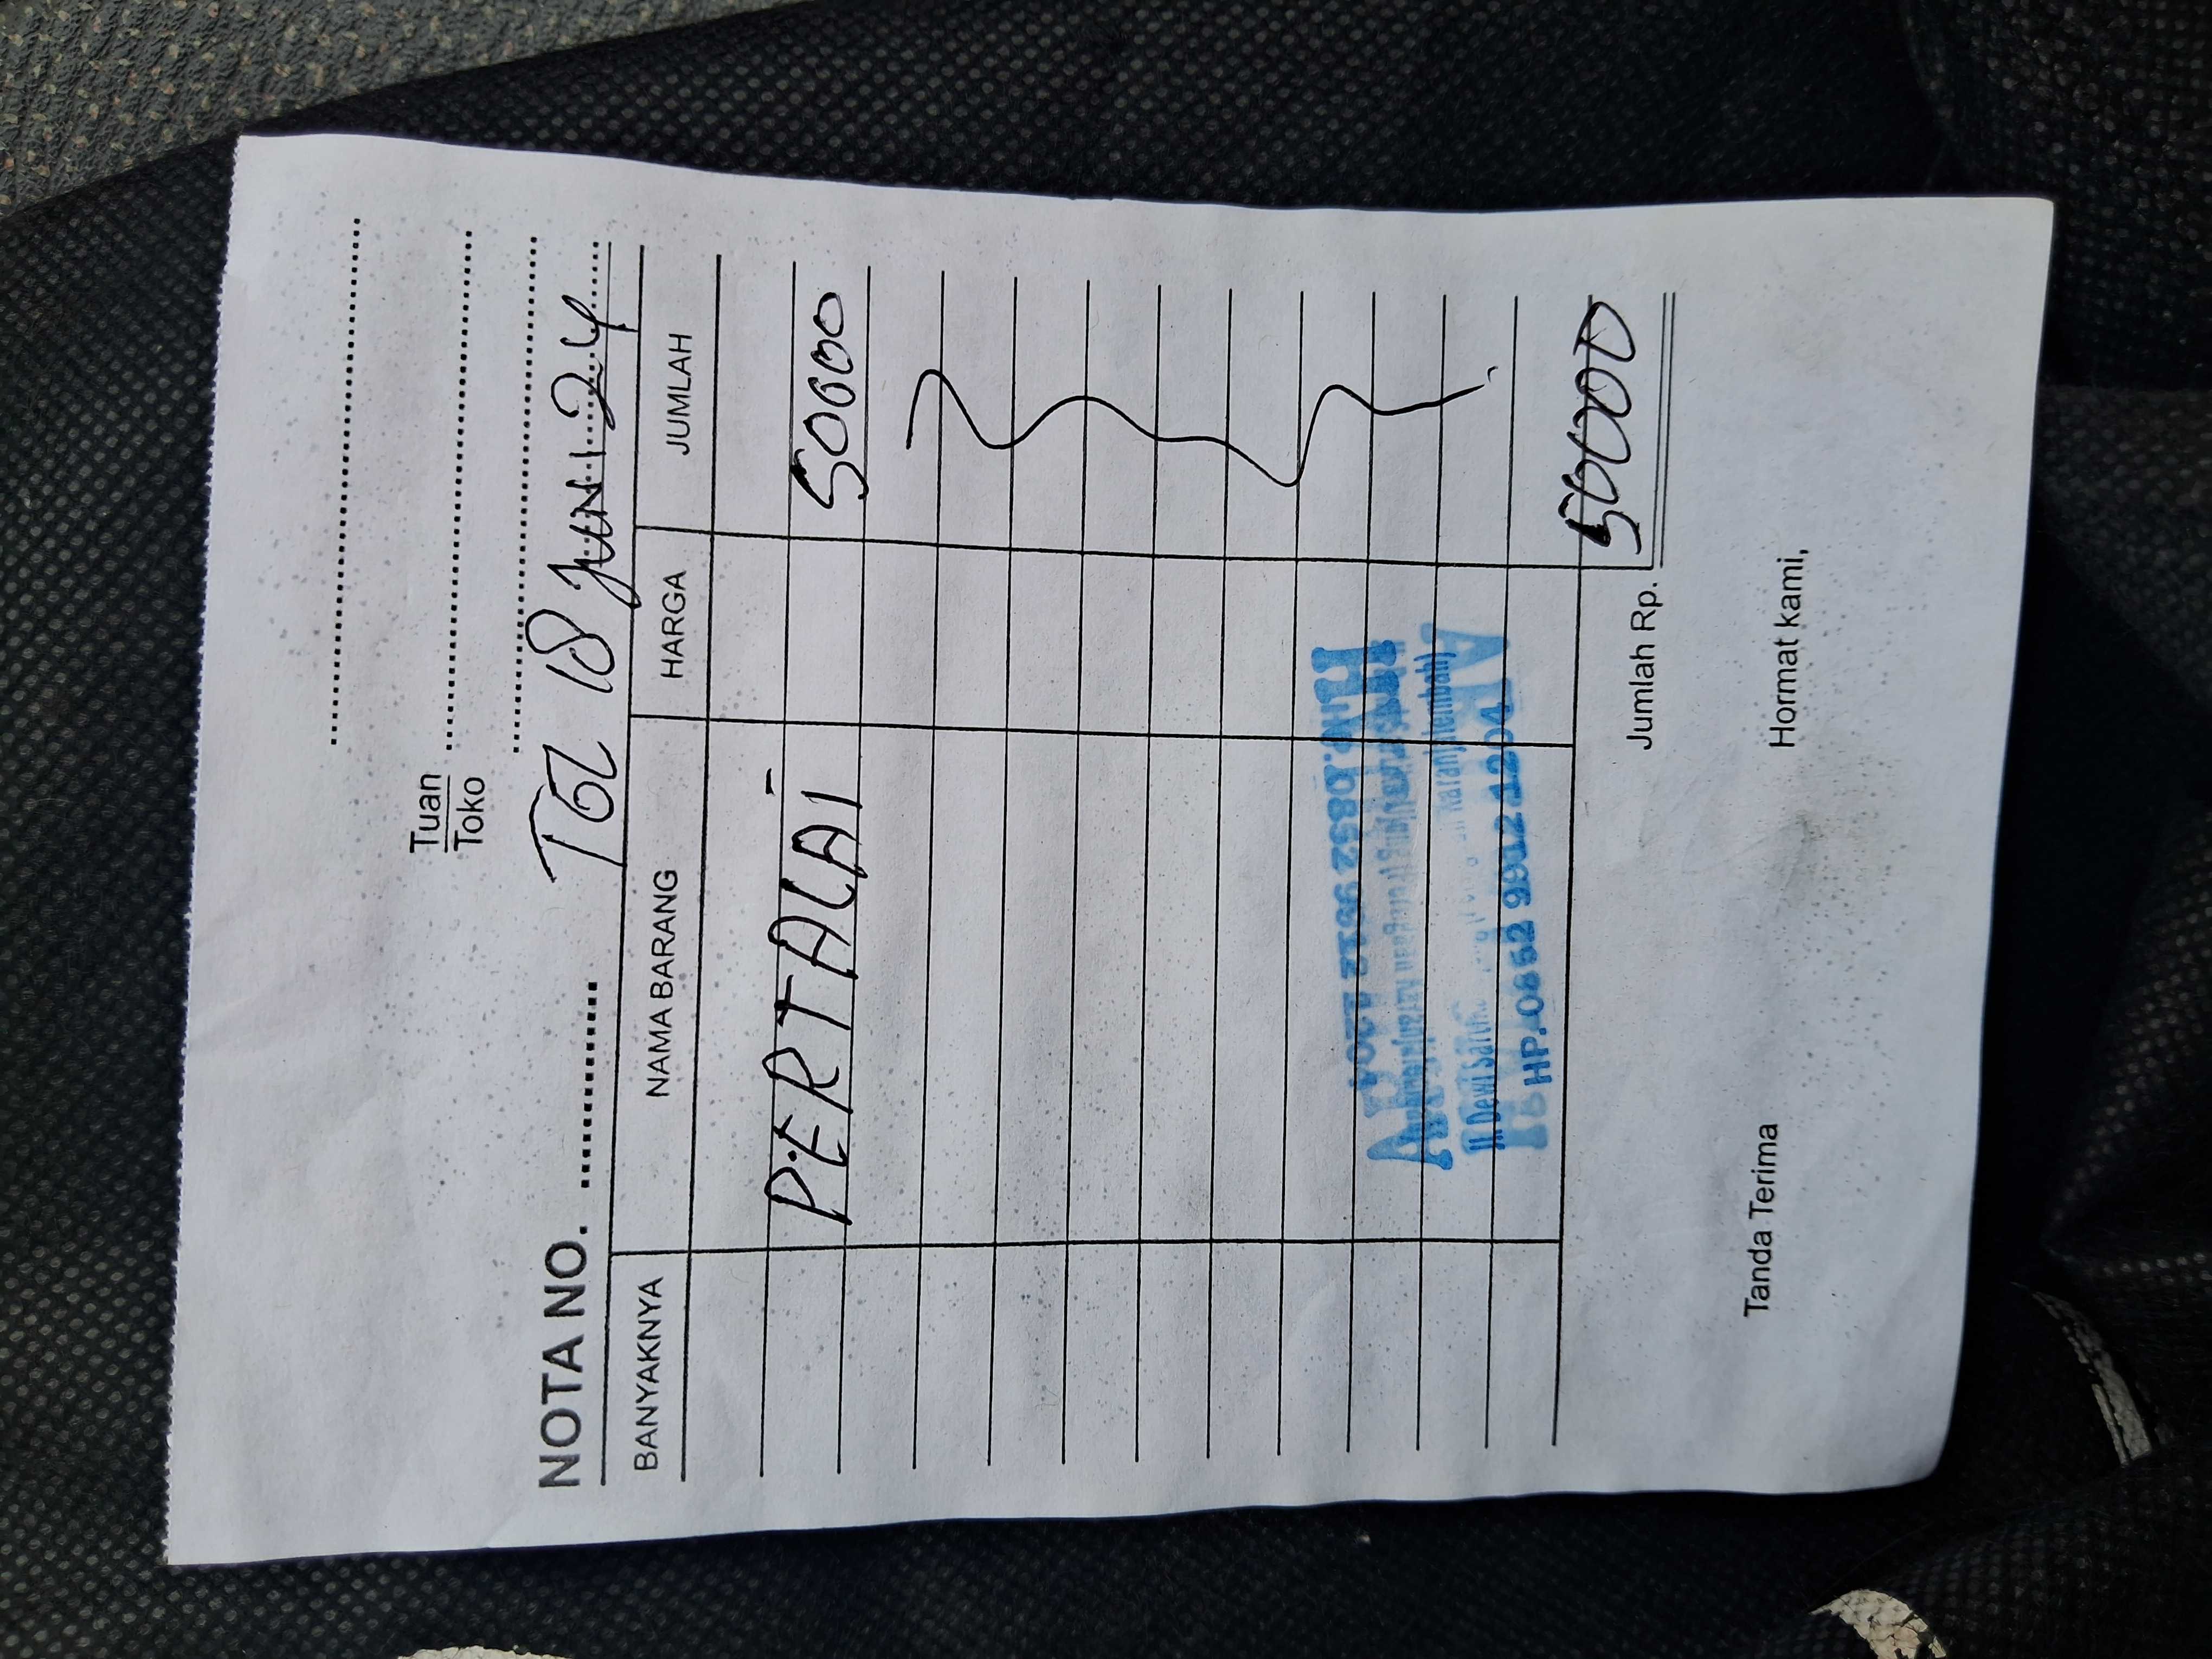 Tuan
Toko
NOTA NO.
TGL 18 JUNI 24
BANYAKNYA NAMA BARANG HARGA JUMLAH
PERTALAI 50000
HP. 0852
Jumlah Rp. 50000
Tanda Terima Hormat kami,